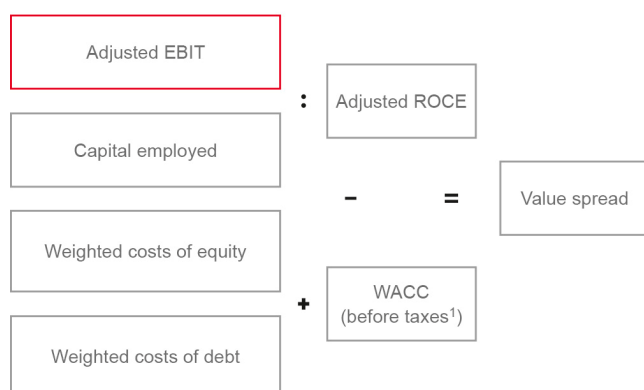 Adjusted EBIT
:
Adjusted ROCE
Capital employed
–
=
Value spread
Weighted costs of equity
+
WACC
(before taxes¹)
Weighted costs of debt